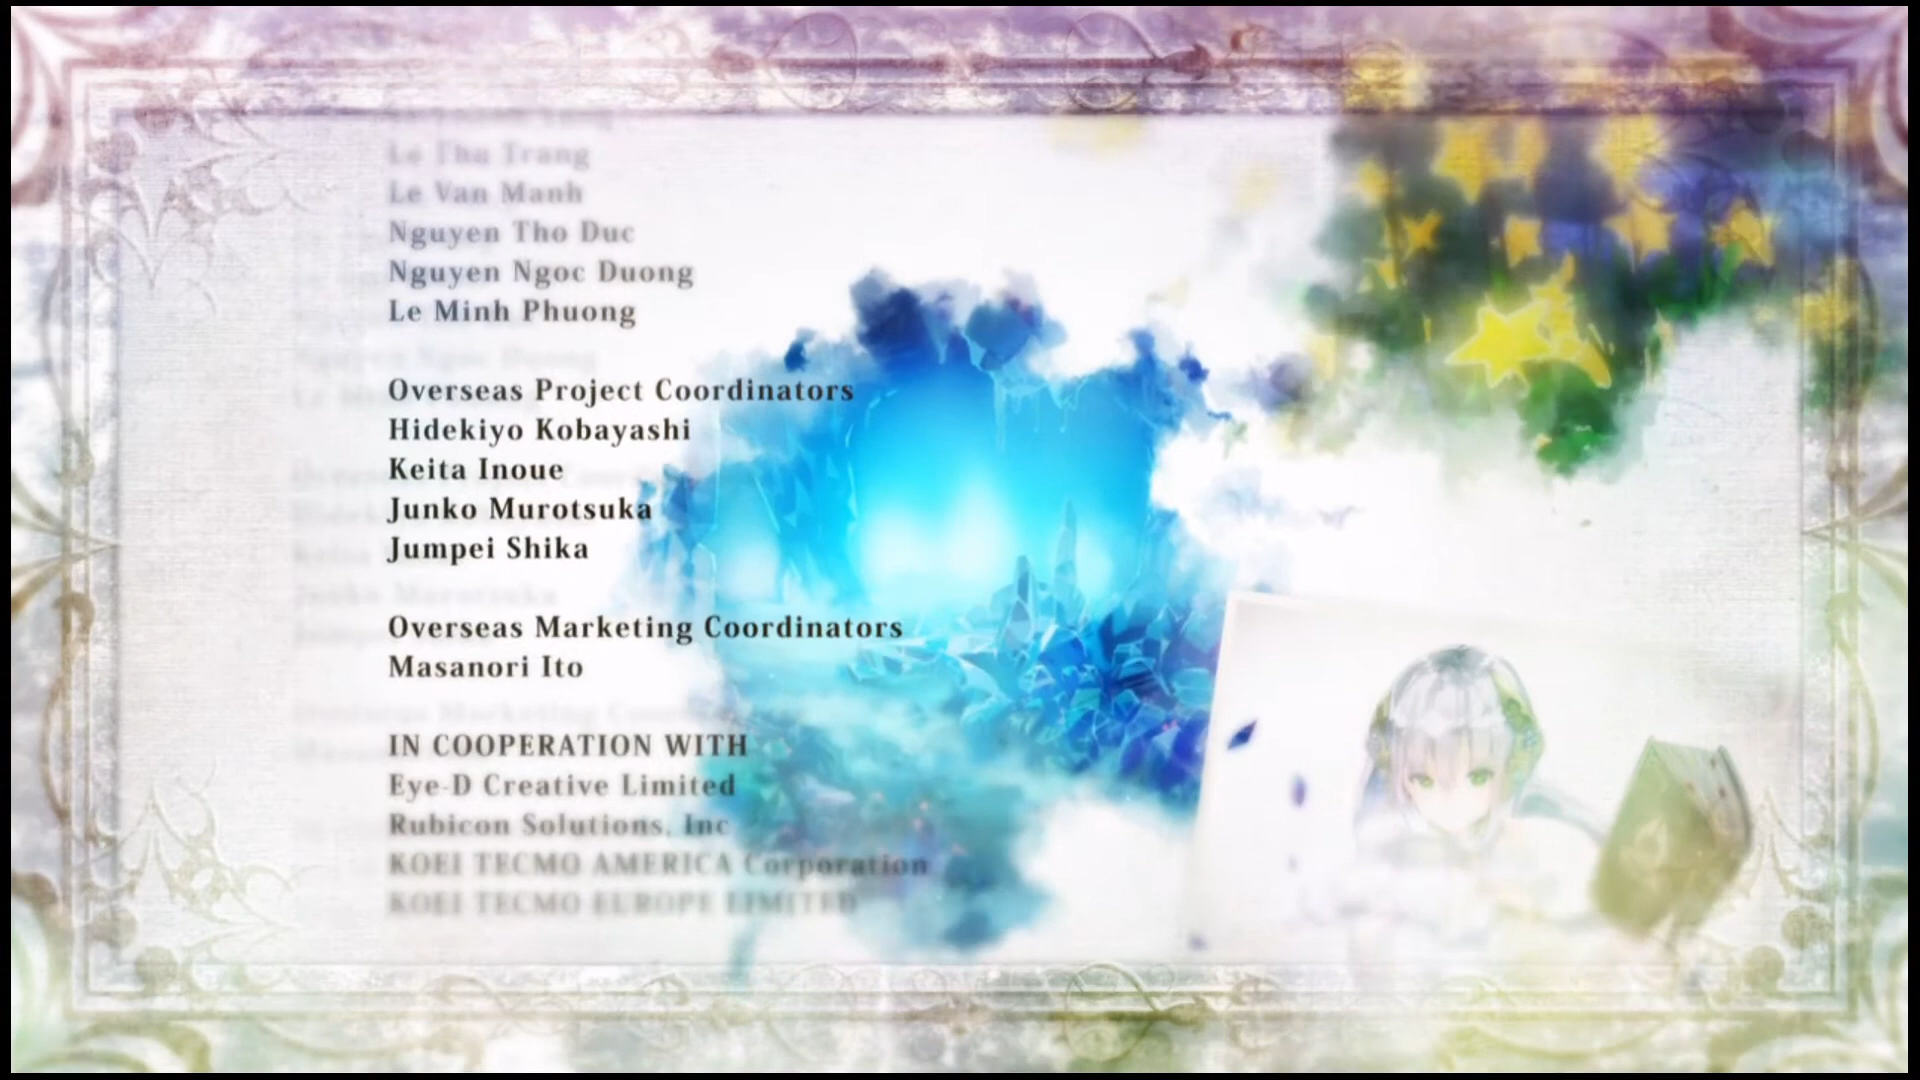 Le Thu Trang
Le Van Manh
Nguyen Tho Duc
Nguyen Ngoc Duong
Le Minh Phuong
Overseas Project Coordinators
Hidekiyo Kobayashi
Keita Inoue
Junko Murotsuka
Jumpei Shika
Overseas Marketing Coordinators
Masanori Ito
IN COOPERATION WITH
Eye-D Creative Limited
Rubicon Solutions, Inc
KOEI TECMO AMERICA Corporation
KOEI TECMO EUROPE LIMITED